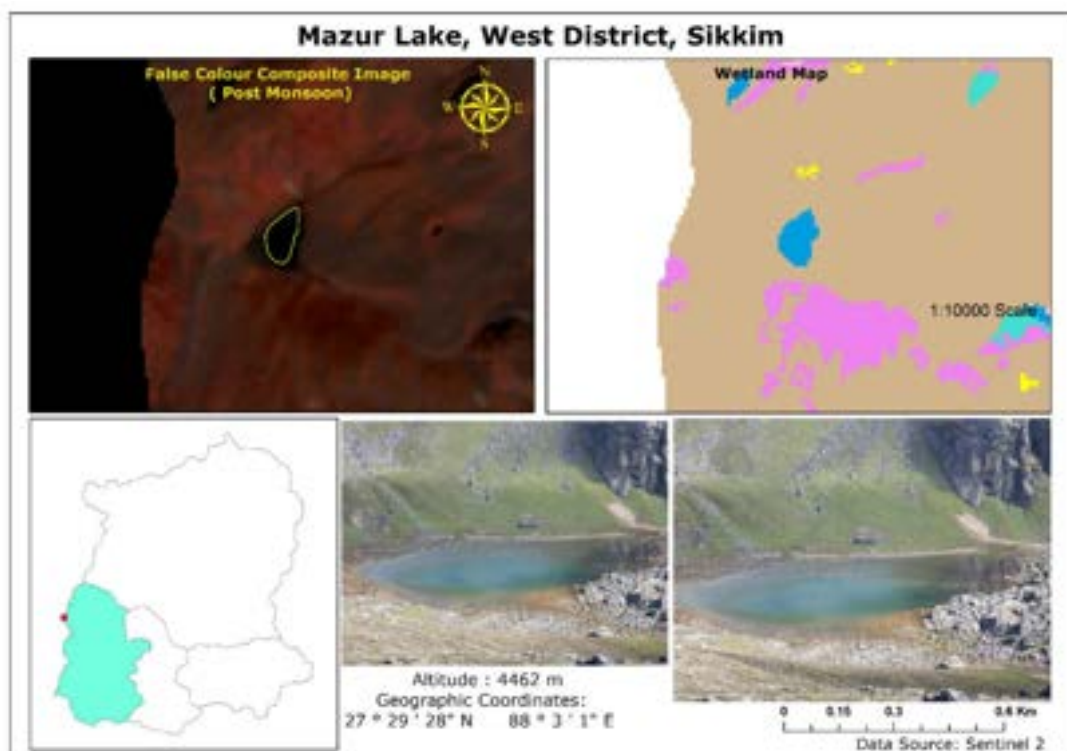 Mazur Lake, West District, Sikkim
False Colour Composite Image
( Post Monsoon)
N
W E
S
Wetland Map
1:10000 Scale
Altitude : 4462 m
Geographic Coordinates:
27 ° 29 ' 28" N 88 ° 3 ' 1" E
0 0.15 0.3 0.6 Km
Data Source: Sentinel 2